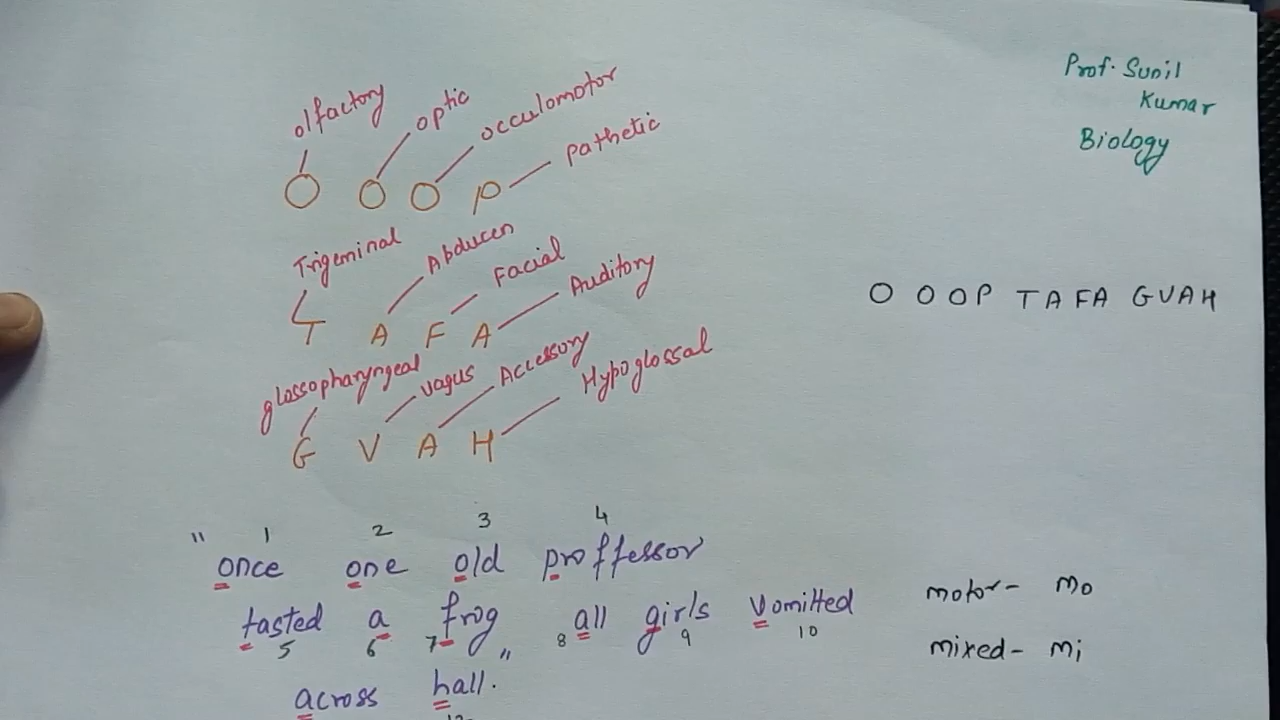 Prof. Sunil
Kumar
Biology
olfactory optic occulomotor pathetic
O O O P
Trigeminal Abducen Facial Auditory
T A F A
O O O P T A F A G V A H
glossopharyngeal vagus Accessory Hypoglossal
G V A H
1 2 3 4
"once one old proffessor
tasted a frog" all girls vomitted
5 6 7 8 9 10
across hall.
12
motor - Mo
mixed - Mi